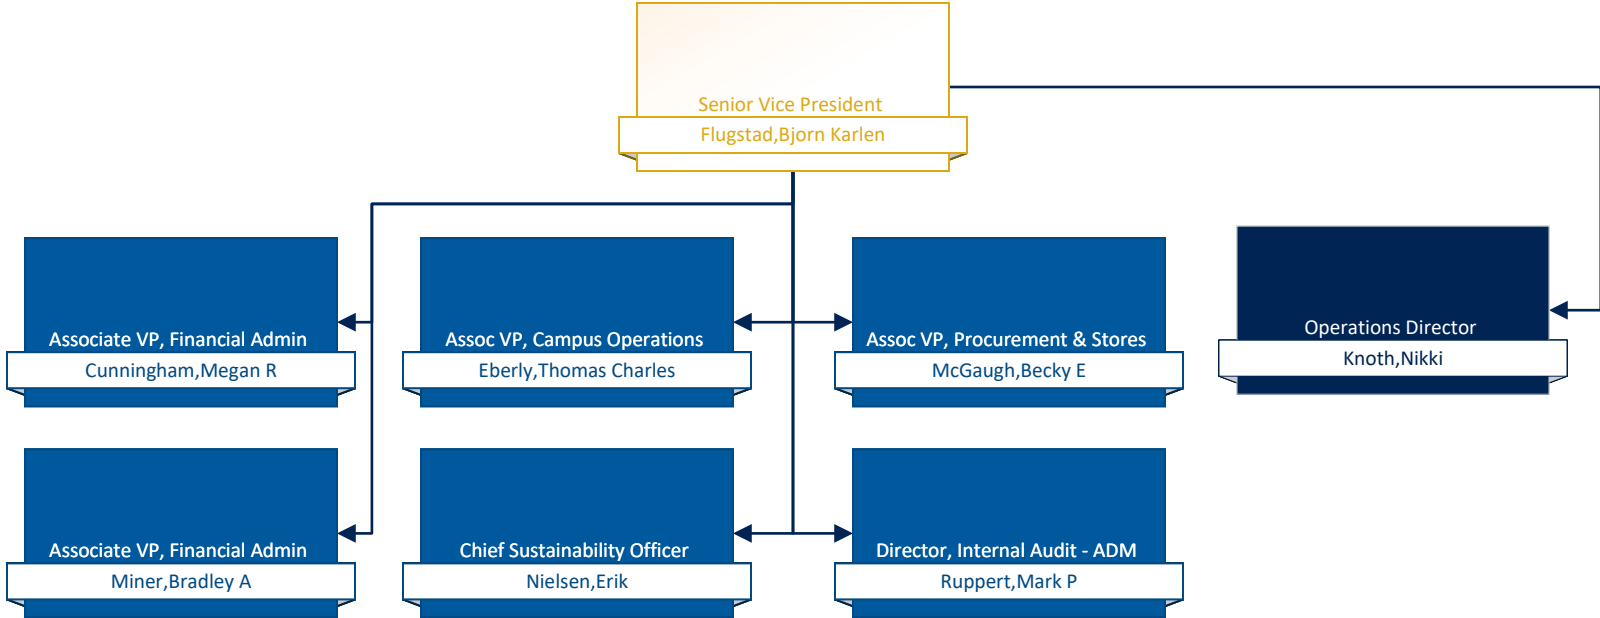 Senior Vice President
Flugstad,Bjorn Karlen
Associate VP, Financial Admin
Cunningham,Megan R
Assoc VP, Campus Operations
Eberly,Thomas Charles
Assoc VP, Procurement & Stores
McGaugh,Becky E
Operations Director
Knoth,Nikki
Associate VP, Financial Admin
Miner,Bradley A
Chief Sustainability Officer
Nielsen,Erik
Director, Internal Audit - ADM
Ruppert,Mark P